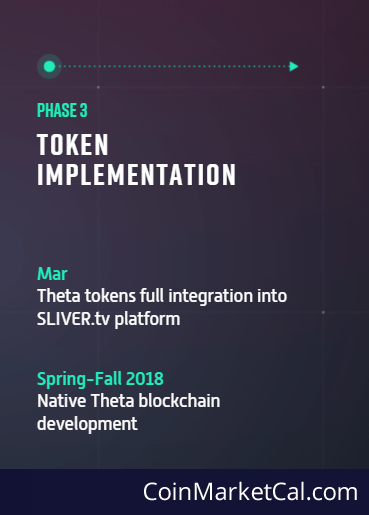 PHASE 3
TOKEN
IMPLEMENTATION
Mar
Theta tokens full integration into
SLIVER.tv platform
Spring-Fall 2018
Native Theta blockchain
development
CoinMarketCal.com